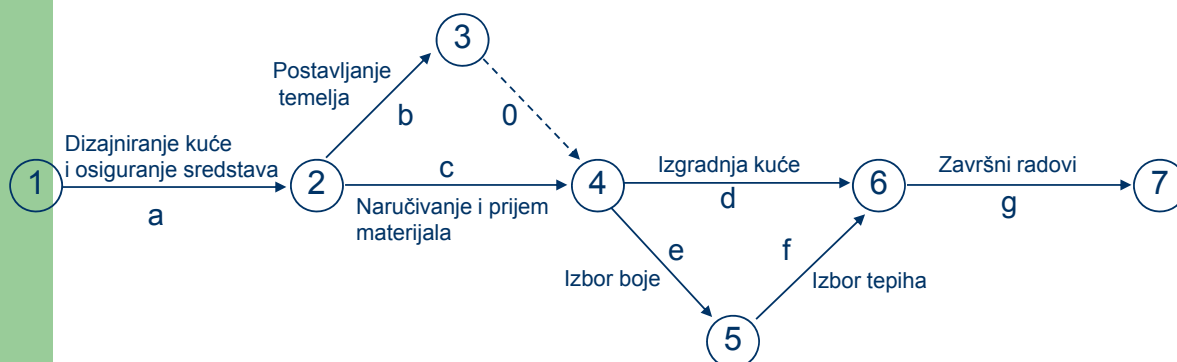 3
Postavljanje
temelja
b
0
Dizajniranje kuće
i osiguranje sredstava
1
a
2
c
Naručivanje i prijem
materijala
4
Izgradnja kuće
d
6
Završni radovi
g
7
e
Izbor boje
f
Izbor tepiha
5